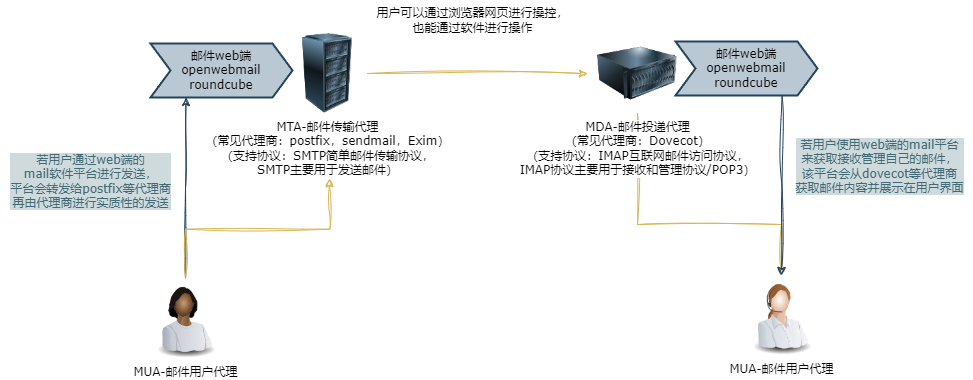 用户可以通过浏览器网页进行操控，
也能通过软件进行操作
邮件web端
openwebmail
roundcube
邮件web端
openwebmail
roundcube
MTA-邮件传输代理
（常见代理商：postfix，sendmail，Exim）
（支持协议：SMTP简单邮件传输协议，
SMTP主要用于发送邮件）
MDA-邮件投递代理
（常见代理商：Dovecot）
（支持协议：IMAP互联网邮件访问协议，
IMAP协议主要用于接收和管理协议/POP3）
若用户通过web端的
mail软件平台进行发送，
平台会转发给postfix等代理商
再由代理商进行实质性的发送
若用户使用web端的mail平台
来获取接收管理自己的邮件，
该平台会从dovecot等代理商
获取邮件内容并展示在用户界面
MUA-邮件用户代理
MUA-邮件用户代理